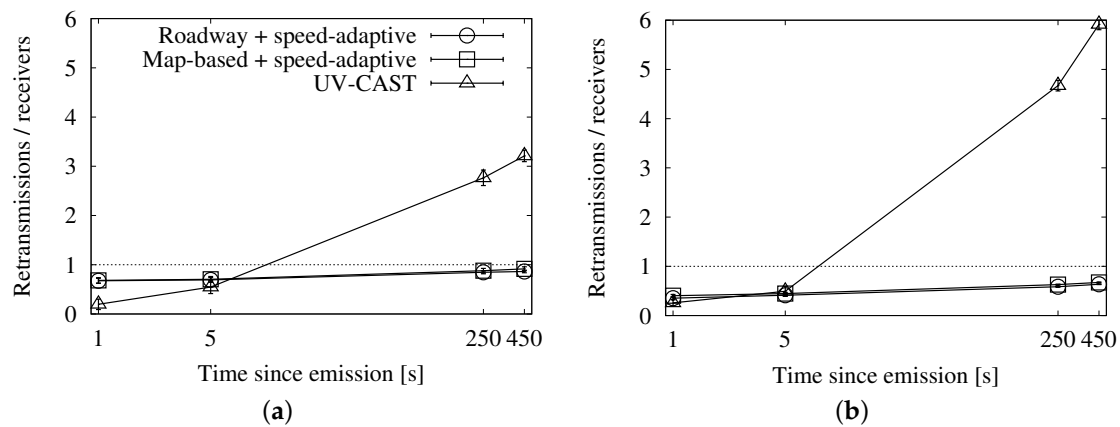 6
5
4
3
2
1
0
Retransmissions / receivers
Roadway + speed-adaptive
Map-based + speed-adaptive
UV-CAST
1 5 250 450
Time since emission [s]
(a)
6
5
4
3
2
1
0
Retransmissions / receivers
1 5 250 450
Time since emission [s]
(b)